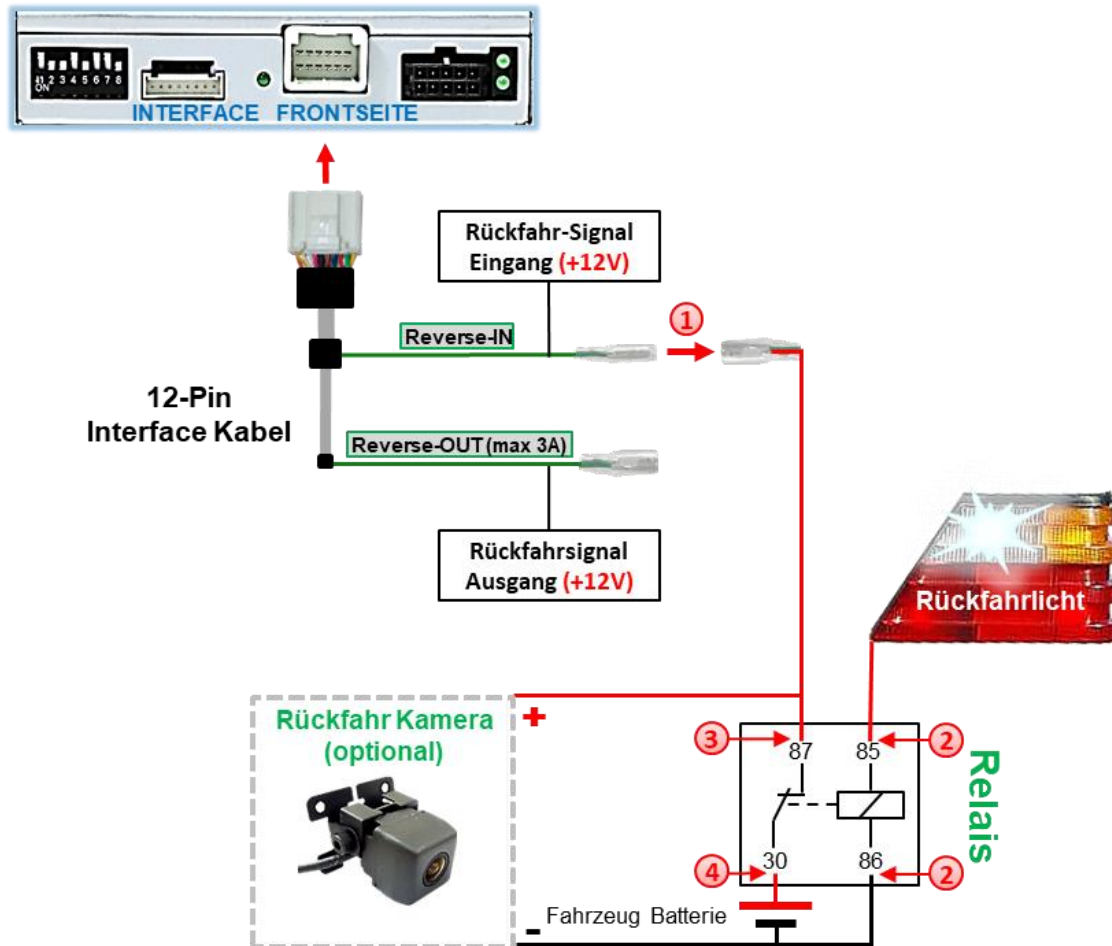 1 2 3 4 5 6 7 8
ON
INTERFACE FRONTSEITE
Rückfahr-Signal
Eingang (+12V)
Reverse-IN
1
12-Pin
Interface Kabel
Reverse-OUT (max 3A)
Rückfahrsignal
Ausgang (+12V)
Rückfahrlicht
Rückfahr Kamera
(optional)
+
3
87
85
2
Relais
4
30
86
2
- Fahrzeug Batterie